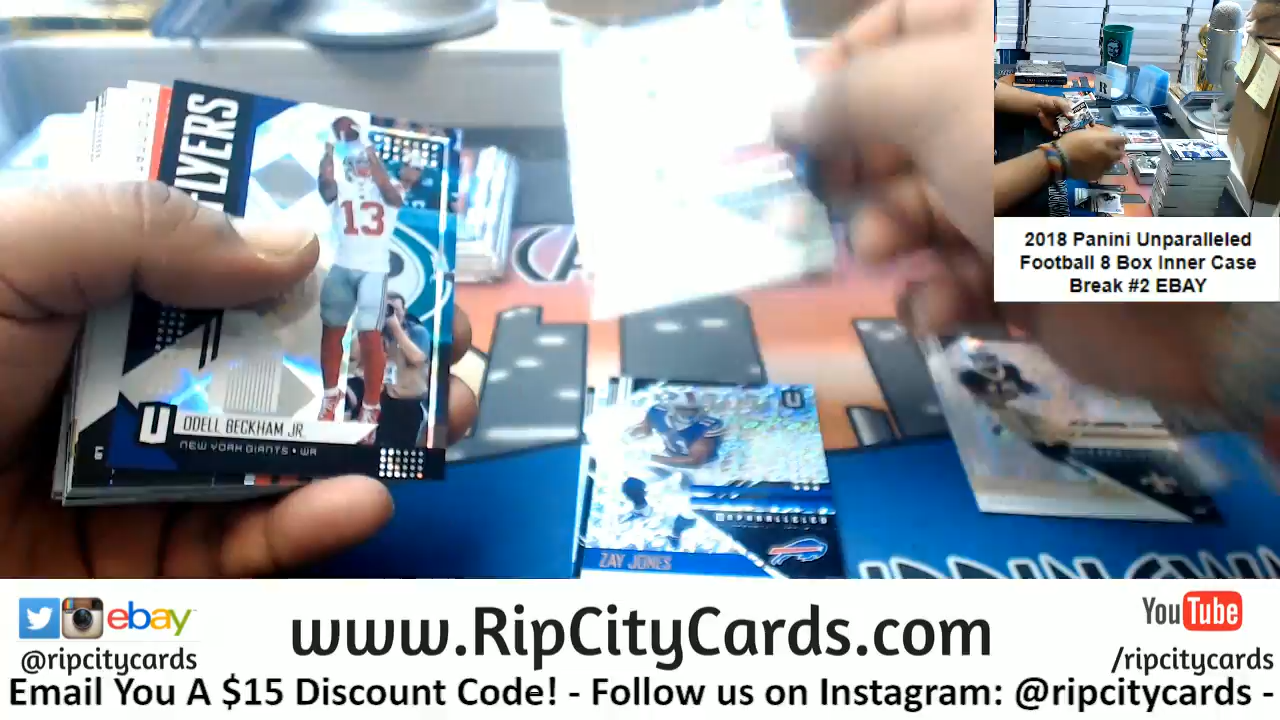 LYERS
13
U
ODELL BECKHAM JR.
NEW YORK GIANTS • WR
U
UNPARALLELED
ZAY JONES
2018 Panini Unparalleled
Football 8 Box Inner Case
Break #2 EBAY
ebay
@ripcitycards
www.RipCityCards.com
YouTube
/ripcitycards
Email You A $15 Discount Code! - Follow us on Instagram: @ripcitycards -